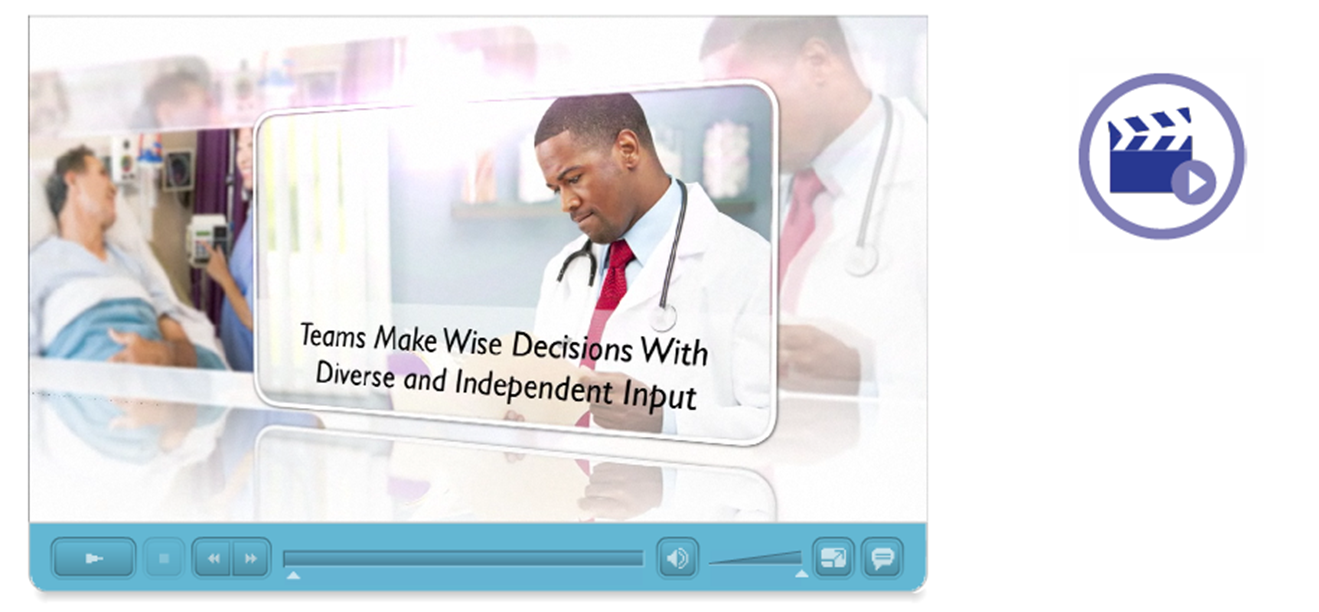 Teams Make Wise Decisions With
Diverse and Independent Input